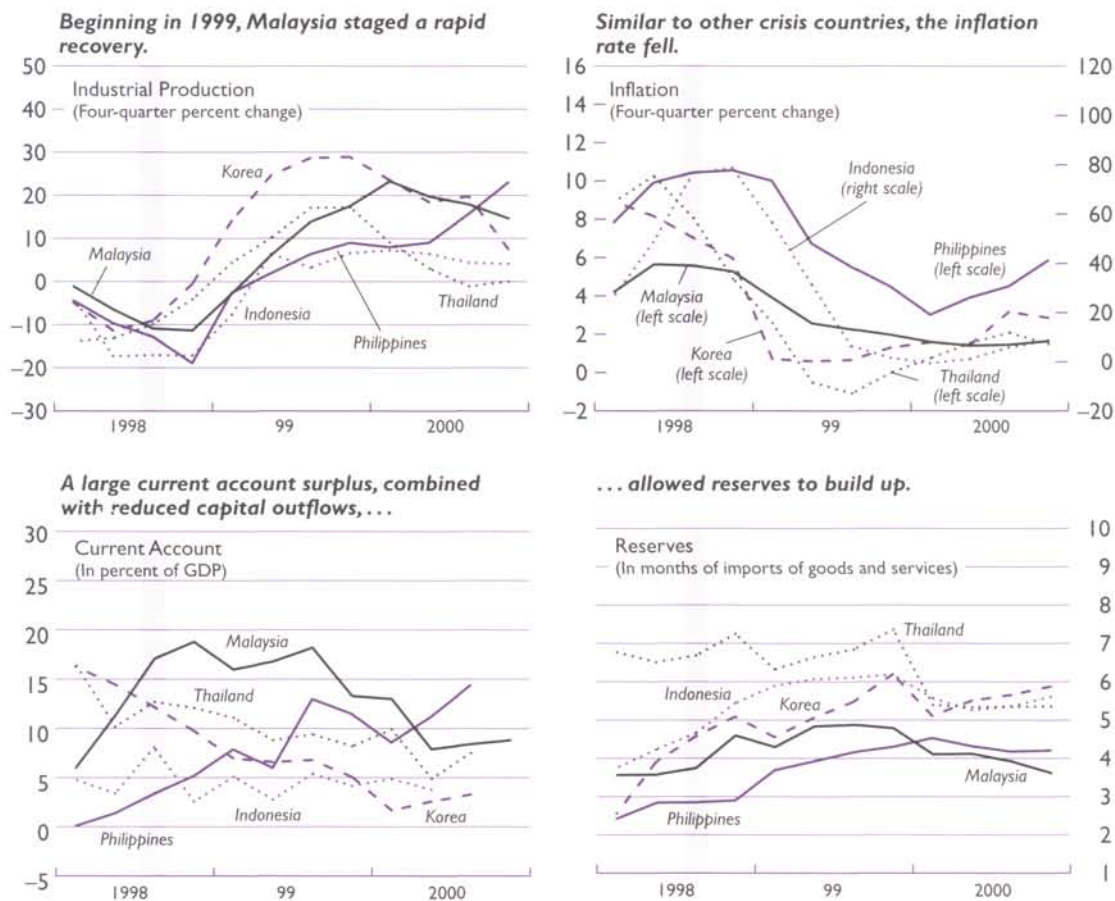 Beginning in 1999, Malaysia staged a rapid
recovery.
50
Industrial Production
40
(Four-quarter percent change)
30
Korea
20
10
Malaysia
0
Indonesia
Thailand
–10
Philippines
–20
–30
1998
99
2000
Similar to other crisis countries, the inflation
rate fell.
16
120
Inflation
14
(Four-quarter percent change)
100
12
Indonesia
(right scale)
80
10
60
8
Philippines
(left scale)
6
40
Malaysia
(left scale)
4
20
Korea
(left scale)
2
0
Thailand
(left scale)
0
–2
–20
1998
99
2000
A large current account surplus, combined
with reduced capital outflows, . . .
30
Current Account
(In percent of GDP)
25
20
Malaysia
15
Thailand
10
5
Indonesia
Korea
0
Philippines
–5
1998
99
2000
. . . allowed reserves to build up.
10
Reserves
(In months of imports of goods and services)
9
8
Thailand
7
Indonesia
Korea
6
5
4
Malaysia
3
Philippines
2
1
1998
99
2000